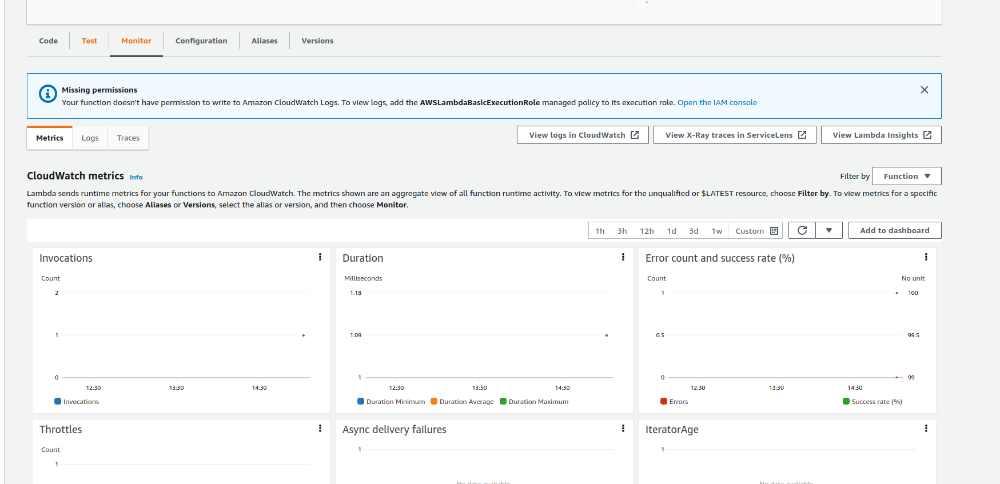 -
Code Test Monitor Configuration Aliases Versions
Missing permissions
Your function doesn't have permission to write to Amazon CloudWatch Logs. To view logs, add the AWSLambdaBasicExecutionRole managed policy to its execution role. Open the IAM console
Metrics Logs Traces View logs in CloudWatch View X-Ray traces in ServiceLens View Lambda Insights
CloudWatch metrics Info Filter by Function
Lambda sends runtime metrics for your functions to Amazon CloudWatch. The metrics shown are an aggregate view of all function runtime activity. To view metrics for the unqualified or $LATEST resource, choose Filter by. To view metrics for a specific
function version or alias, choose Aliases or Versions, select the alias or version, and then choose Monitor.
1h 3h 12h 1d 3d 1w Custom Add to dashboard
Invocations
Count
2
1
0
12:30 13:30 14:30
Invocations
Duration
Milliseconds
1.18
1.09
1
12:30 13:30 14:30
Duration Minimum Duration Average Duration Maximum
Error count and success rate (%)
Count No unit
1 100
0.5 99.5
0 99
12:30 13:30 14:30
Errors Success rate (%)
Throttles
Count
1
Async delivery failures
1
No data available
IteratorAge
1
No data available